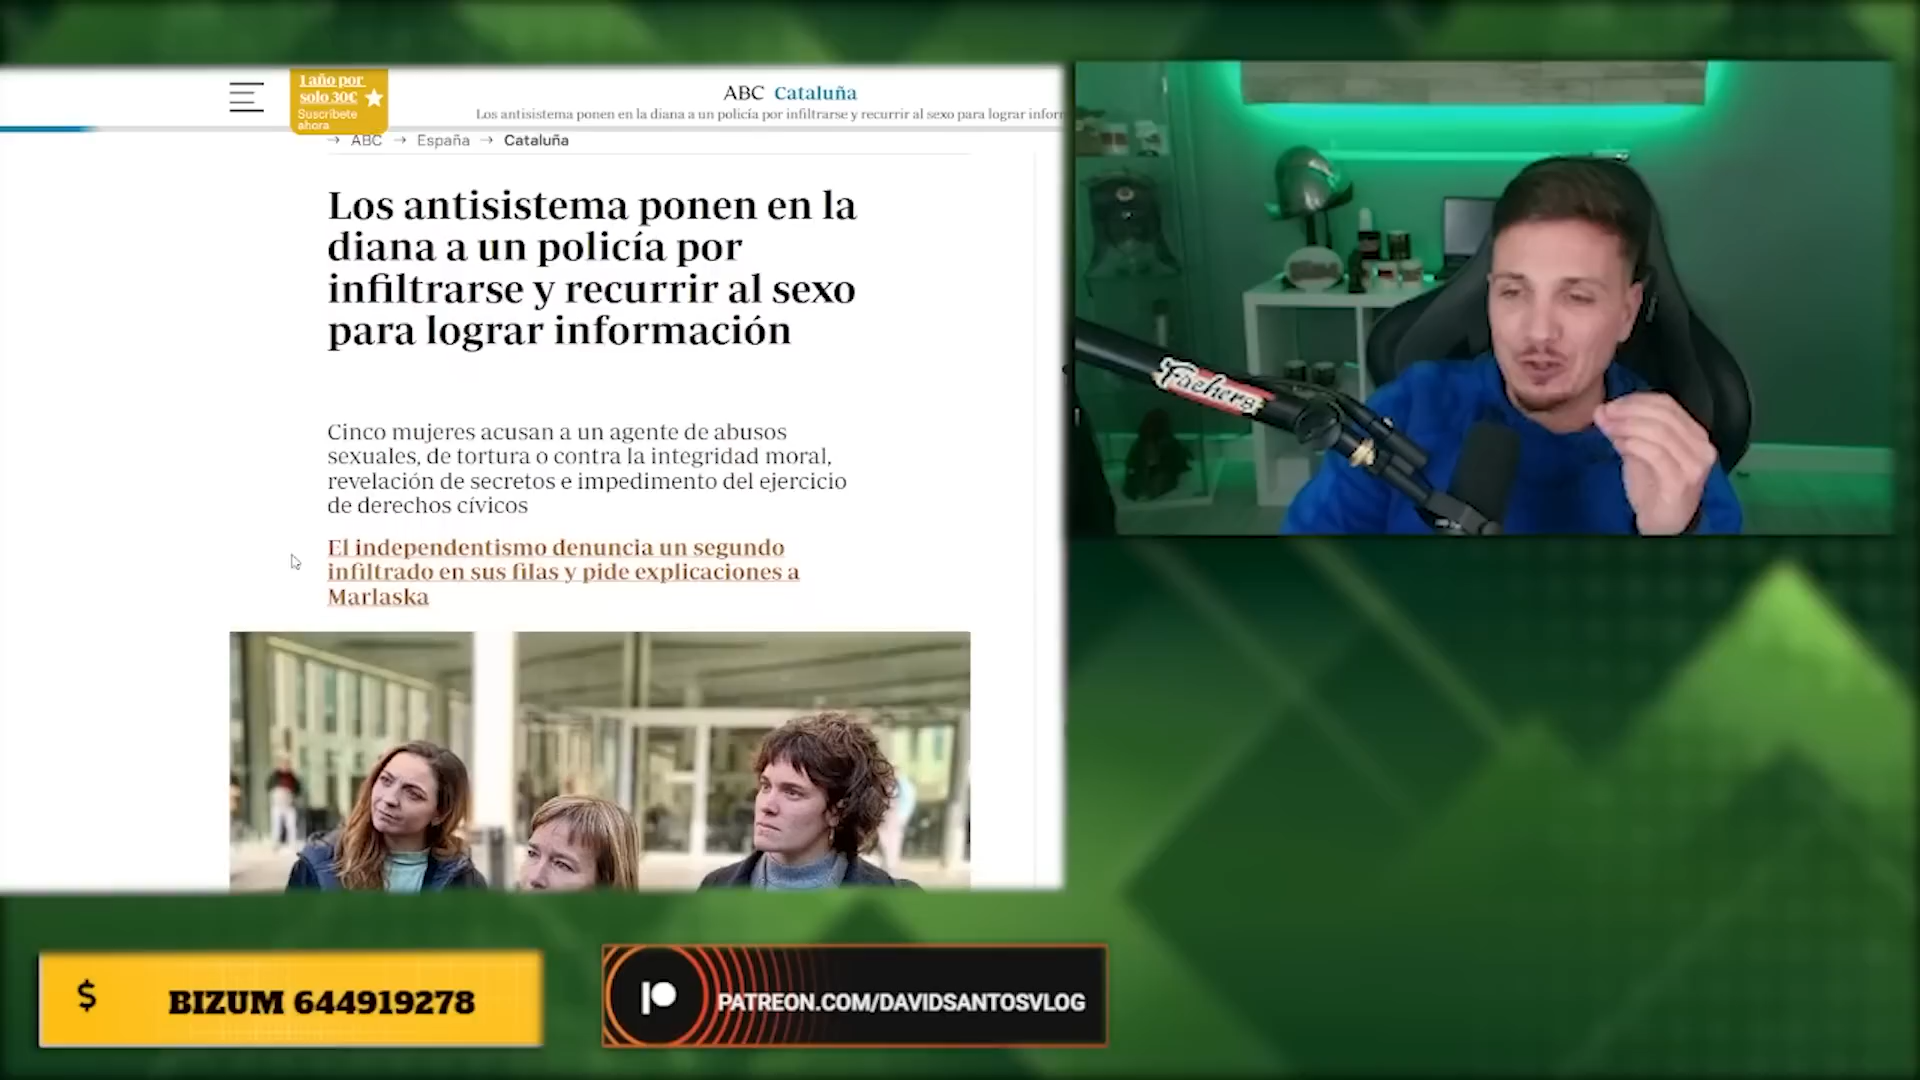 1 año por
solo 30€
Suscríbete
ahora
ABC Cataluña
Los antisistema ponen en la diana a un policía por infiltrarse y recurrir al sexo para lograr inforn
→ ABC → España → Cataluña
Los antisistema ponen en la
diana a un policía por
infiltrarse y recurrir al sexo
para lograr información
Cinco mujeres acusan a un agente de abusos
sexuales, de tortura o contra la integridad moral,
revelación de secretos e impedimento del ejercicio
de derechos cívicos
El independentismo denuncia un segundo
infiltrado en sus filas y pide explicaciones a
Marlaska
Fachers
$ BIZUM 644919278
PATREON.COM/DAVIDSANTOSVLOG